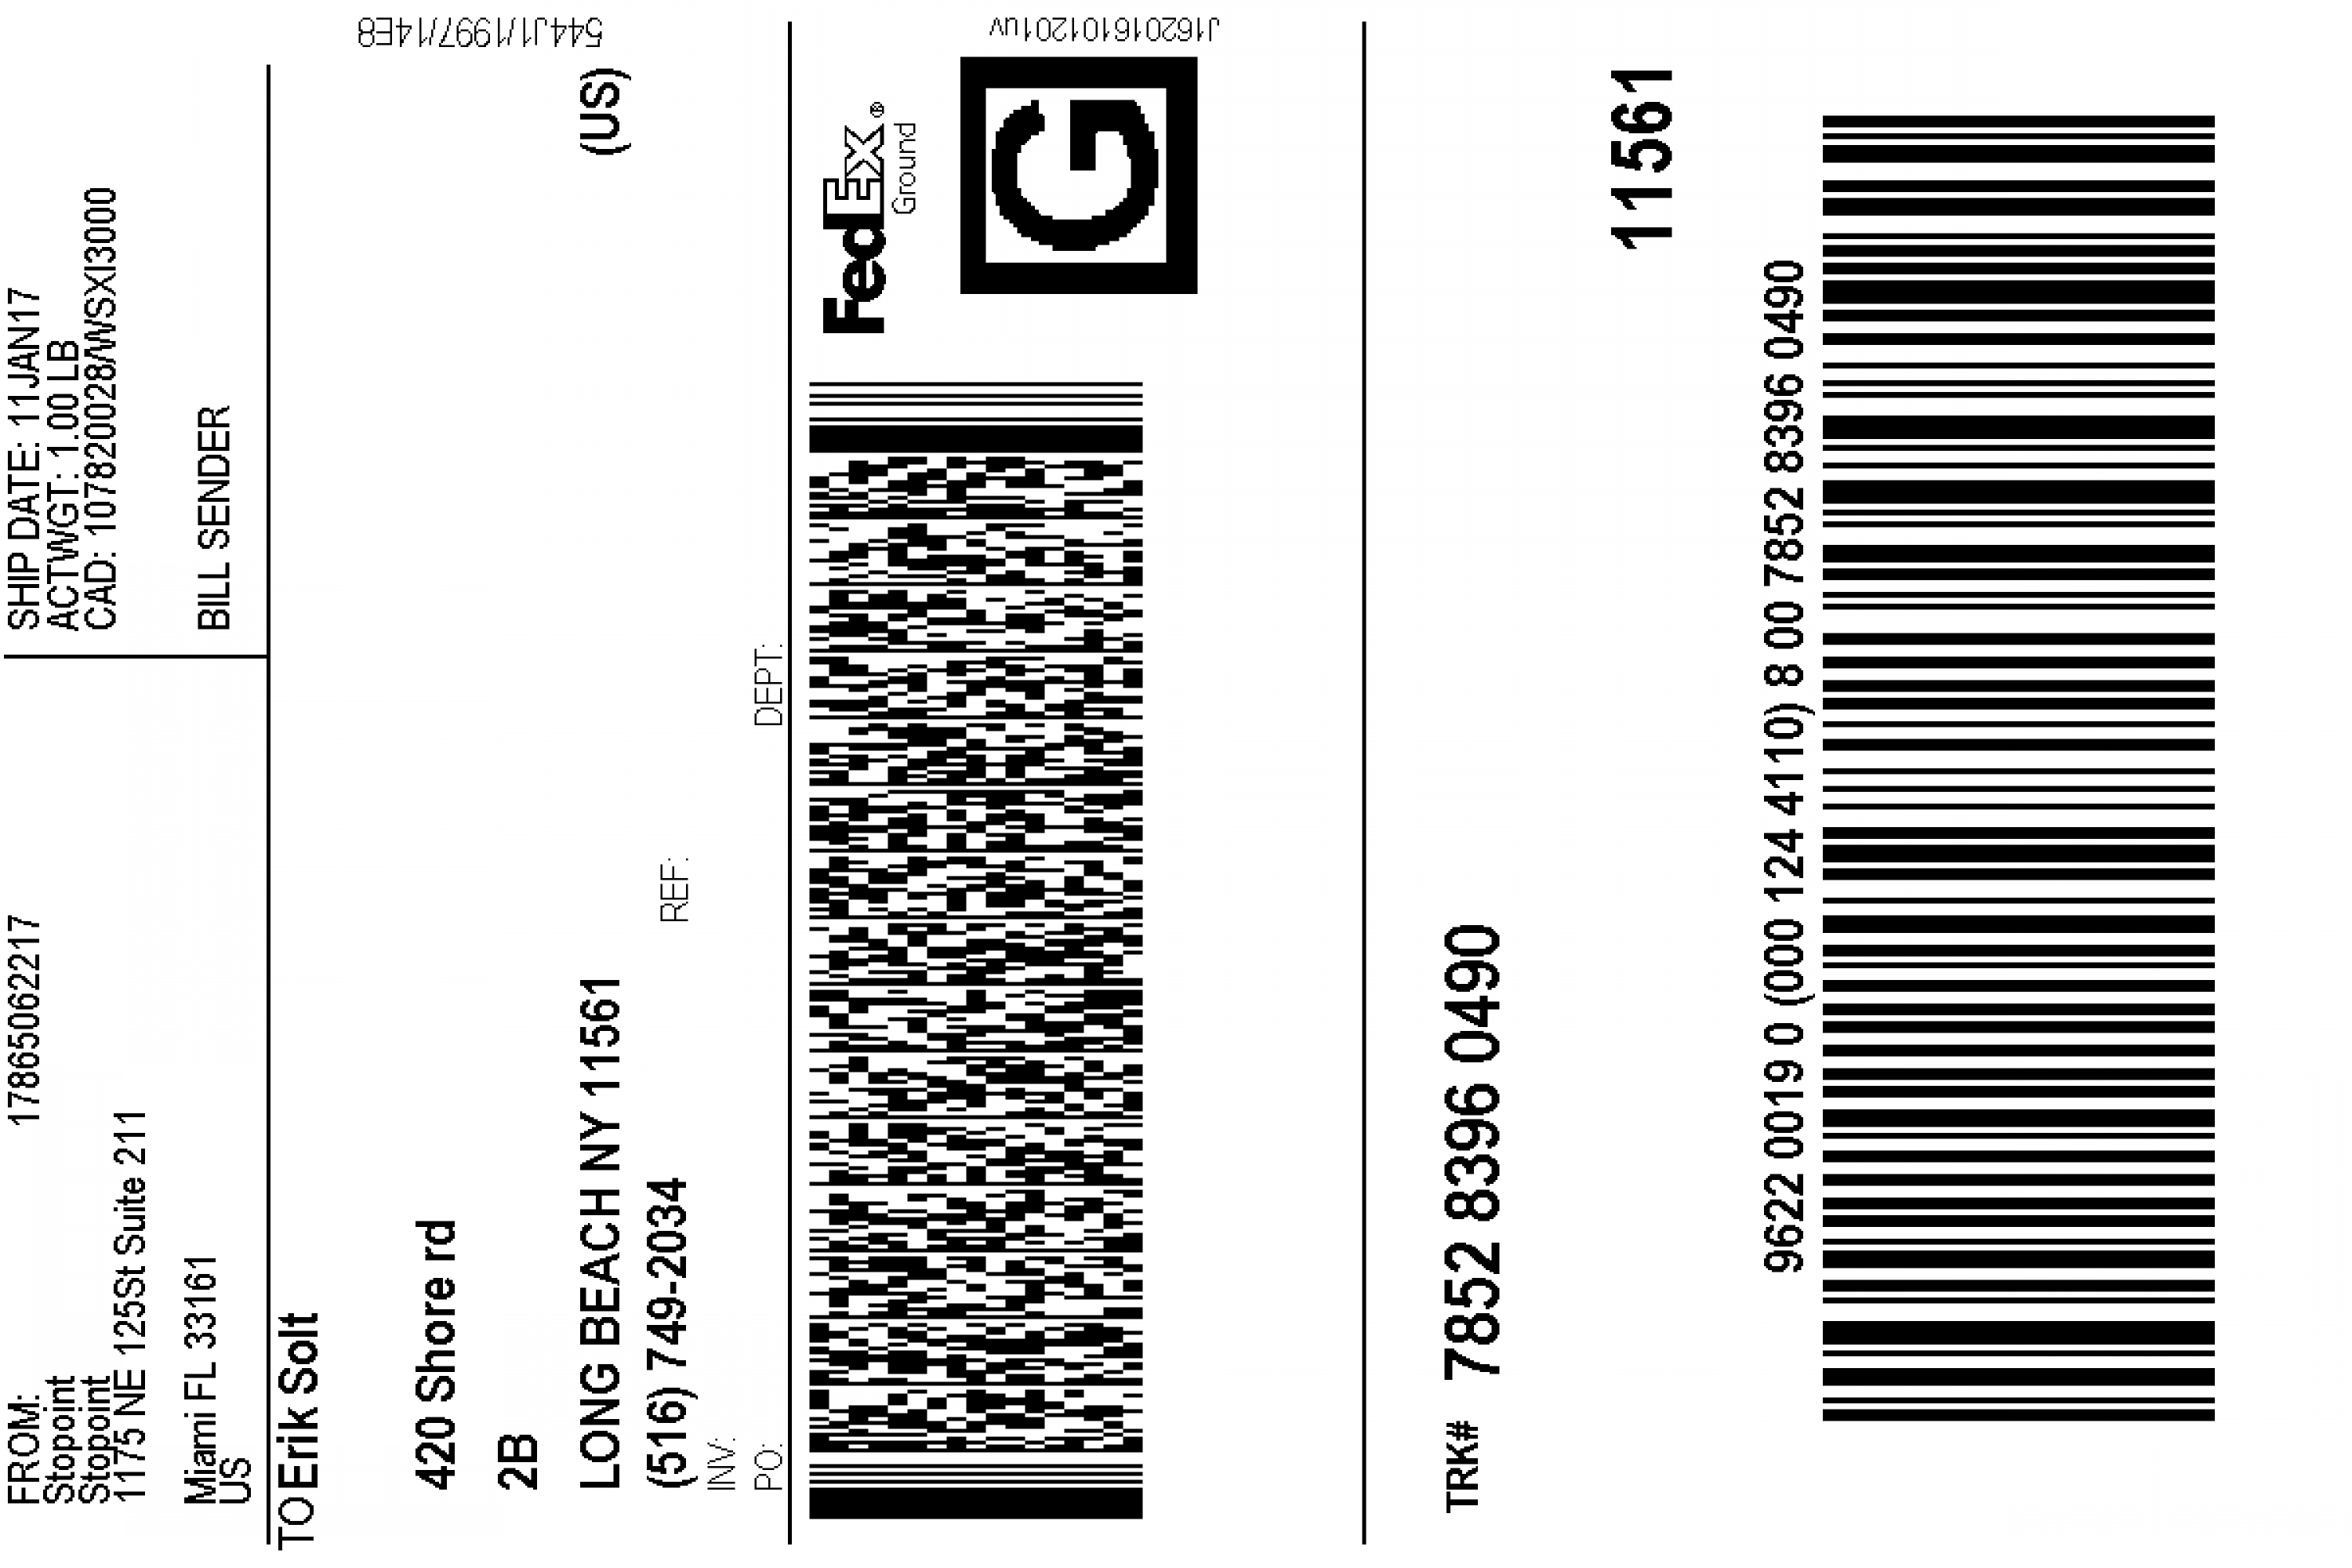 FROM: 17865062217
Stopoint
Stopoint
1175 NE 125St Suite 211
Miami FL 33161
US
SHIP DATE: 11JAN17
ACTWGT: 1.00 LB
CAD: 107820028/WSXI3000
BILL SENDER
TO Erik Solt
420 Shore rd
2B
LONG BEACH NY 11561 (US)
(516) 749-2034
REF:
INV:
PO: DEPT:
544J1/1997/14E8
J162016101201uv
FedEx®
Ground
G
TRK# 7852 8396 0490
11561
9622 0019 0 (000 124 4110) 8 00 7852 8396 0490